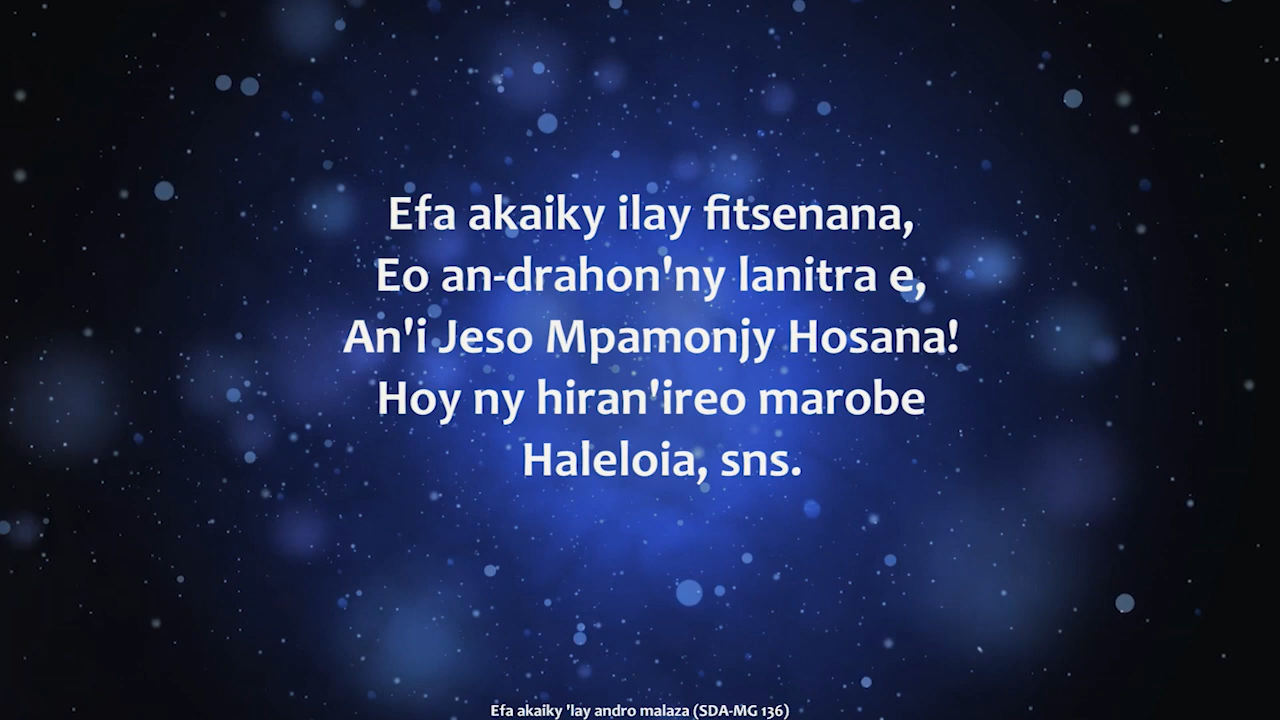 Efa akaiky ilay fitsenana,
Eo an-drahon'ny lanitra e,
An'i Jeso Mpamonjy Hosana!
Hoy ny hiran'ireo marobe
Haleloia, sns.
Efa akaiky 'lay andro malaza (SDA-MG 136)